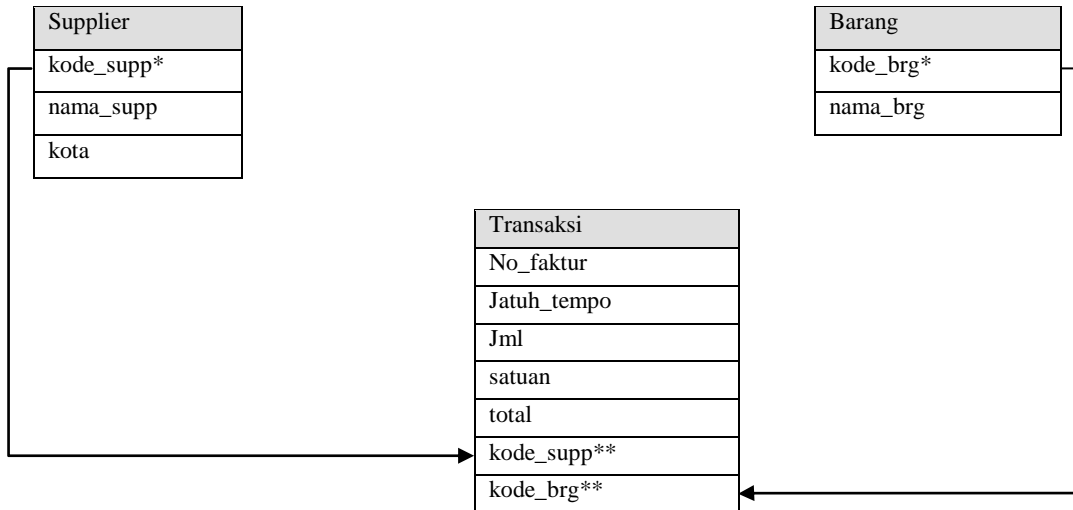 Supplier
kode_supp*
nama_supp
kota
Barang
kode_brg*
nama_brg
Transaksi
No_faktur
Jatuh_tempo
Jml
satuan
total
kode_supp**
kode_brg**